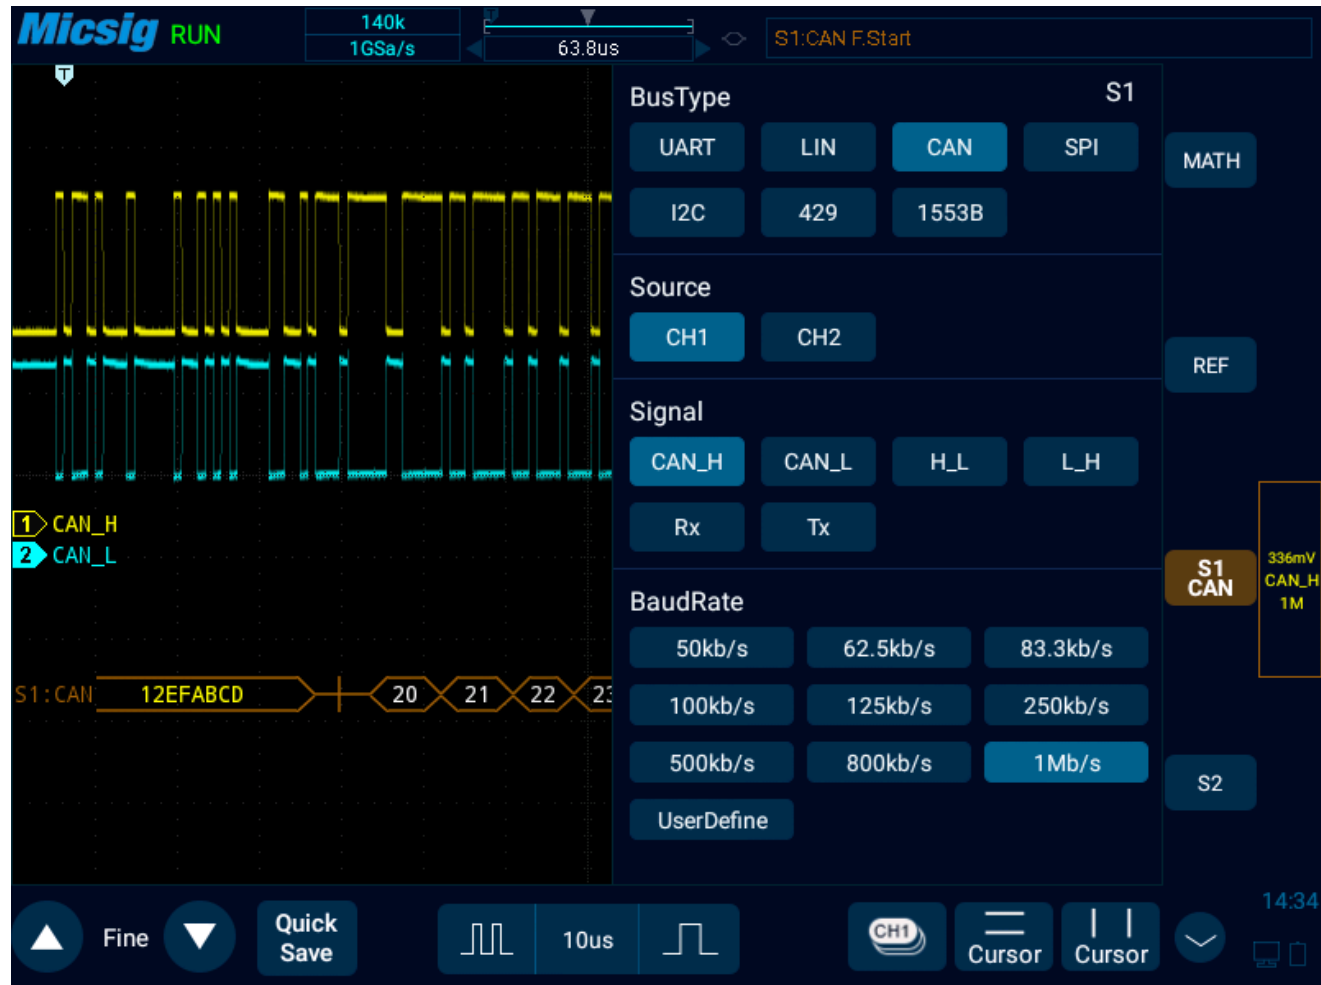 Micsig RUN
140k
1GSa/s
T
63.8us
S1:CAN F.Start
T
BusType S1
UART LIN CAN SPI
I2C 429 1553B
MATH
Source
CH1 CH2
REF
Signal
CAN_H CAN_L H_L L_H
Rx Tx
1 CAN_H
2 CAN_L
S1
CAN
336mV
CAN_H
1M
BaudRate
50kb/s 62.5kb/s 83.3kb/s
S1:CAN 12EFABCD 20 21 22 23
100kb/s 125kb/s 250kb/s
500kb/s 800kb/s 1Mb/s
S2
UserDefine
14:34
Fine
Quick
Save
10us
CH1
Cursor
Cursor